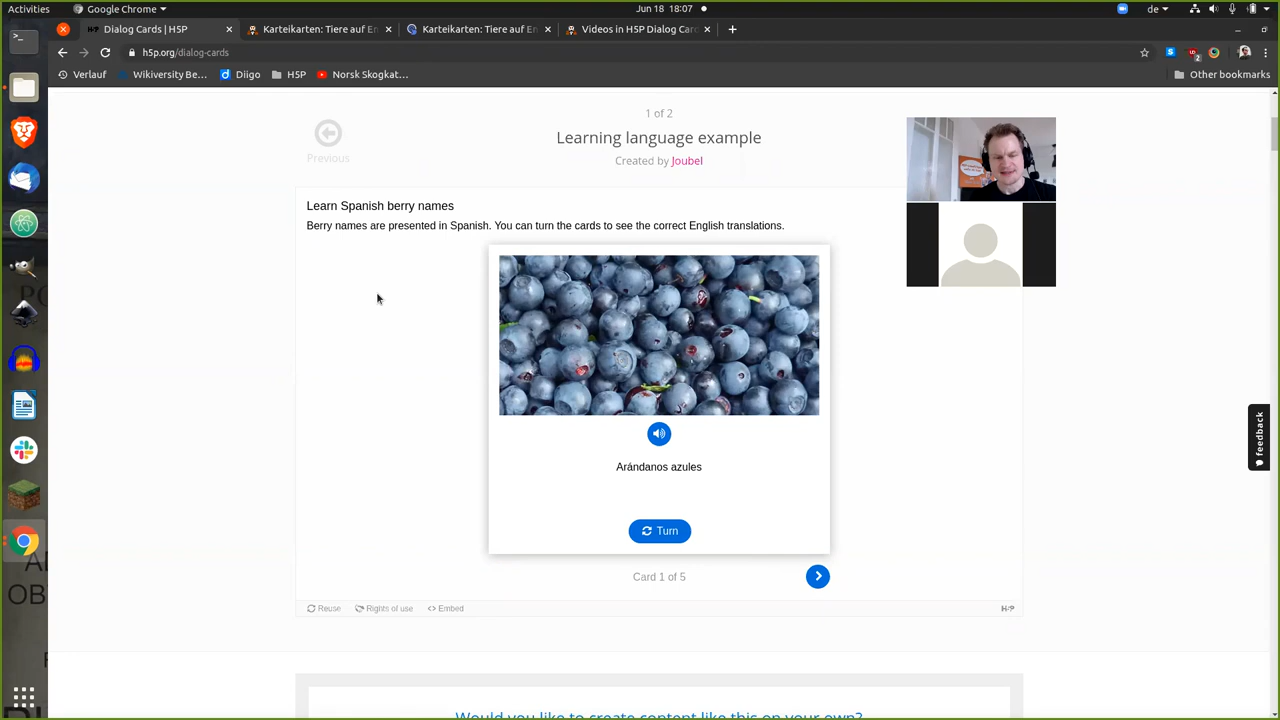 Activities
Google Chrome
Jun 18 18:07
de
Dialog Cards | H5P
Karteikarten: Tiere auf En
Karteikarten: Tiere auf En
Videos in H5P Dialog Card
h5p.org/dialog-cards
Verlauf
Wikiversity Be…
Diigo
H5P
Norsk Skogkat…
Other bookmarks
1 of 2
Previous
Learning language example
Created by Joubel
Learn Spanish berry names
Berry names are presented in Spanish. You can turn the cards to see the correct English translations.
Arándanos azules
Turn
Card 1 of 5
Reuse
Rights of use
<> Embed
H5P
feedback
Would you like to create content like this on your own?